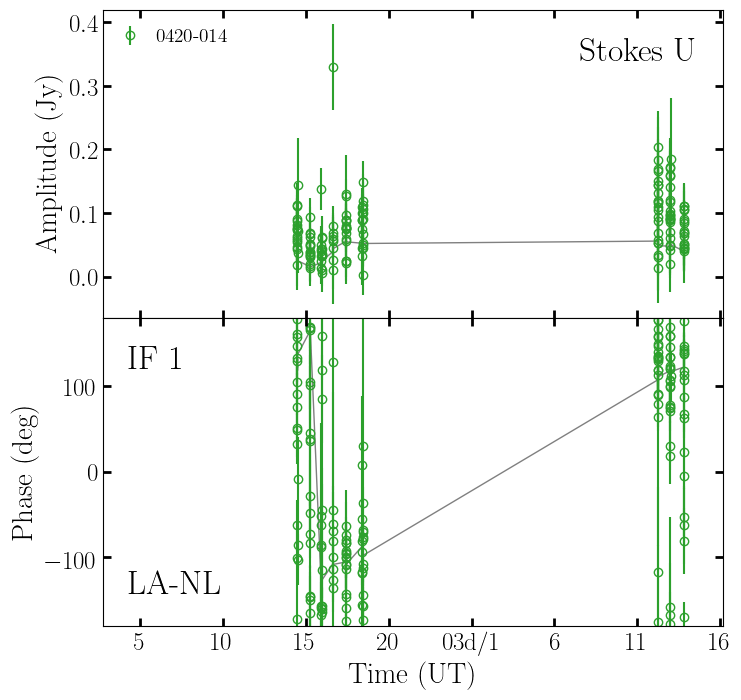 0420-014
Stokes U
Amplitude (Jy)
0.4
0.3
0.2
0.1
0.0
IF 1
LA-NL
Phase (deg)
100
0
−100
5 10 15 20 03d/1 6 11 16
Time (UT)